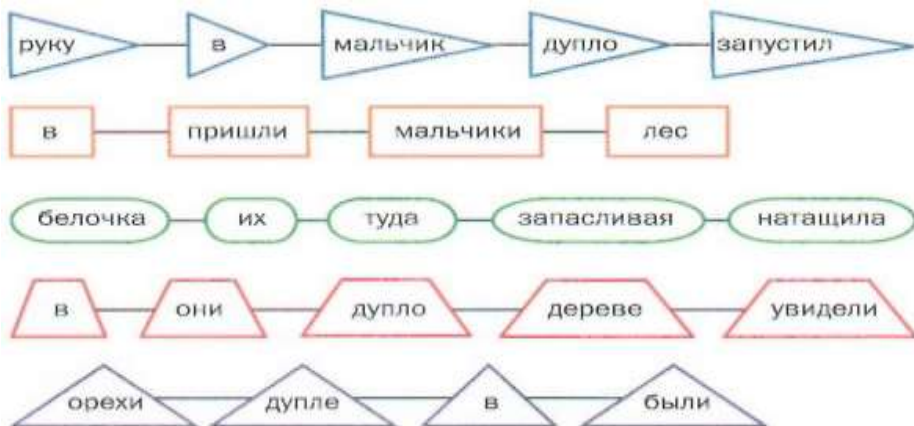 руку в мальчик дупло запустил
в пришли мальчики лес
белочка их туда запасливая натащила
в они дупло дереве увидели
орехи дупле в были